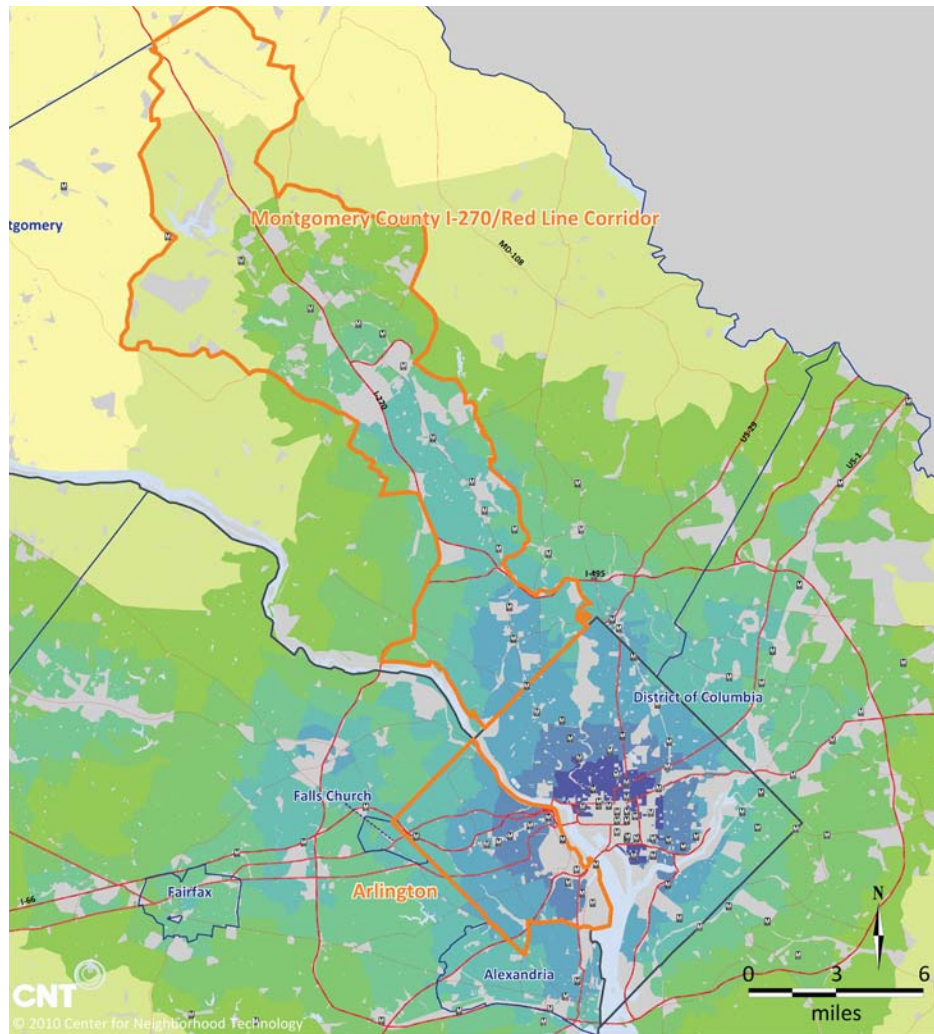 tgomery
Montgomery County I-270/Red Line Corridor
MD-108
I-270
US-29
US-1
I-495
District of Columbia
Falls Church
Arlington
Fairfax
I-66
Alexandria
N
0 3 6
miles
CNT
© 2010 Center for Neighborhood Technology